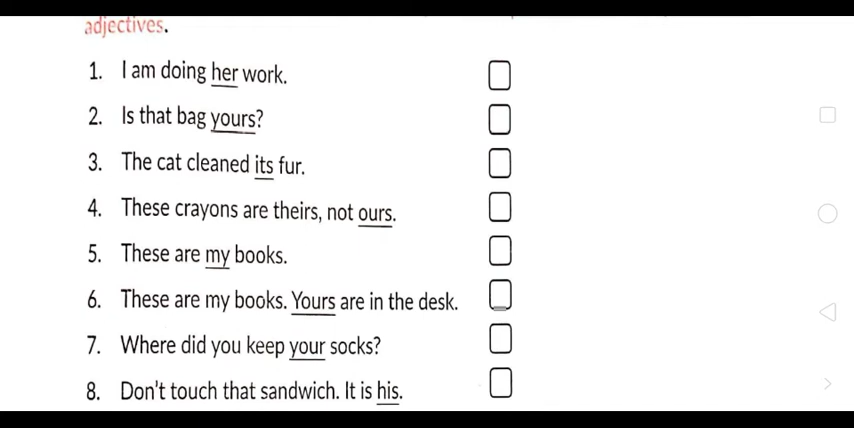 adjectives.
1. I am doing her work.
2. Is that bag yours?
3. The cat cleaned its fur.
4. These crayons are theirs, not ours.
5. These are my books.
6. These are my books. Yours are in the desk.
7. Where did you keep your socks?
8. Don't touch that sandwich. It is his.